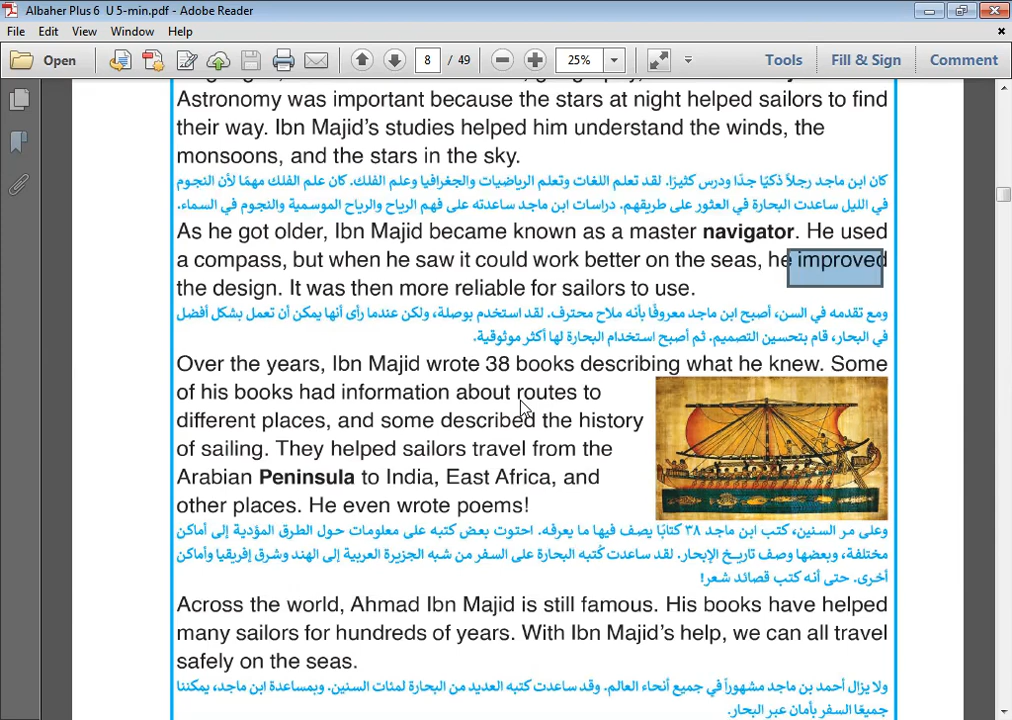 Albaher Plus 6 U 5-min.pdf - Adobe Reader
File Edit View Window Help
Open 8 / 49 25% Tools Fill & Sign Comment
Astronomy was important because the stars at night helped sailors to find
their way. Ibn Majid's studies helped him understand the winds, the
monsoons, and the stars in the sky.
كان ابن ماجد رجلاً ذكيًا جدًا ودرس كثيرًا. لقد تعلم اللغات وتعلم الرياضيات والجغرافيا وعلم الفلك. كان علم الفلك مهمًا لأن النجوم
في الليل ساعدت البحارة في العثور على طريقهم. دراسات ابن ماجد ساعدته على فهم الرياح والرياح الموسمية والنجوم في السماء.
As he got older, Ibn Majid became known as a master navigator. He used
a compass, but when he saw it could work better on the seas, he improved
the design. It was then more reliable for sailors to use.
ومع تقدمه في السن، أصبح ابن ماجد معروفًا بأنه ملاح محترف. لقد استخدم بوصلة، ولكن عندما رأى أنها يمكن أن تعمل بشكل أفضل
في البحار، قام بتحسين التصميم. ثم أصبح استخدام البحارة لها أكثر موثوقية.
Over the years, Ibn Majid wrote 38 books describing what he knew. Some
of his books had information about routes to
different places, and some described the history
of sailing. They helped sailors travel from the
Arabian Peninsula to India, East Africa, and
other places. He even wrote poems!
وعلى مر السنين، كتب ابن ماجد ٣٨ كتابًا يصف فيها ما يعرفه. احتوت بعض كتبه على معلومات حول الطرق المؤدية إلى أماكن
مختلفة، وبعضها وصف تاريخ الإبحار. لقد ساعدت كُتبه البحارة على السفر من شبه الجزيرة العربية إلى الهند وشرق إفريقيا وأماكن
أخرى. حتى أنه كتب قصائد شعر!
Across the world, Ahmad Ibn Majid is still famous. His books have helped
many sailors for hundreds of years. With Ibn Majid's help, we can all travel
safely on the seas.
ولا يزال أحمد بن ماجد مشهوراً في جميع أنحاء العالم. وقد ساعدت كتبه العديد من البحارة لمئات السنين. وبمساعدة ابن ماجد، يمكننا
جميعًا السفر بأمان عبر البحار.